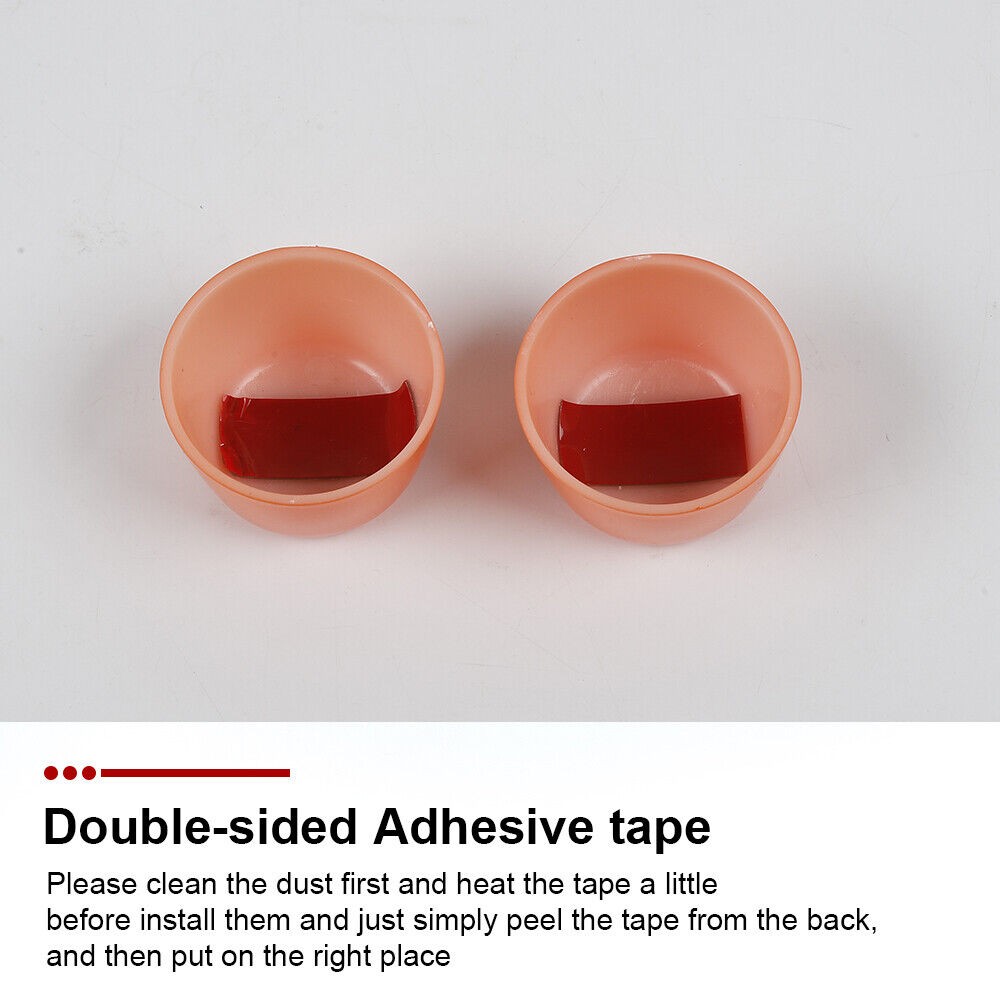 Double-sided Adhesive tape
Please clean the dust first and heat the tape a little
before install them and just simply peel the tape from the back,
and then put on the right place